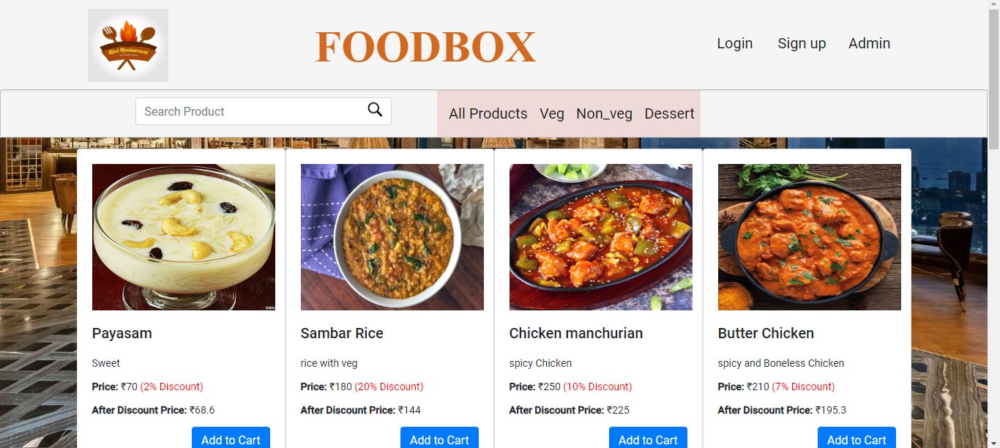 Hut Restaurant
FOODBOX
Login Sign up Admin
Search Product
All Products Veg Non_veg Dessert
Payasam
Sweet
Price: ₹70 (2% Discount)
After Discount Price: ₹68.6
Add to Cart
Sambar Rice
rice with veg
Price: ₹180 (20% Discount)
After Discount Price: ₹144
Add to Cart
Chicken manchurian
spicy Chicken
Price: ₹250 (10% Discount)
After Discount Price: ₹225
Add to Cart
Butter Chicken
spicy and Boneless Chicken
Price: ₹210 (7% Discount)
After Discount Price: ₹195.3
Add to Cart